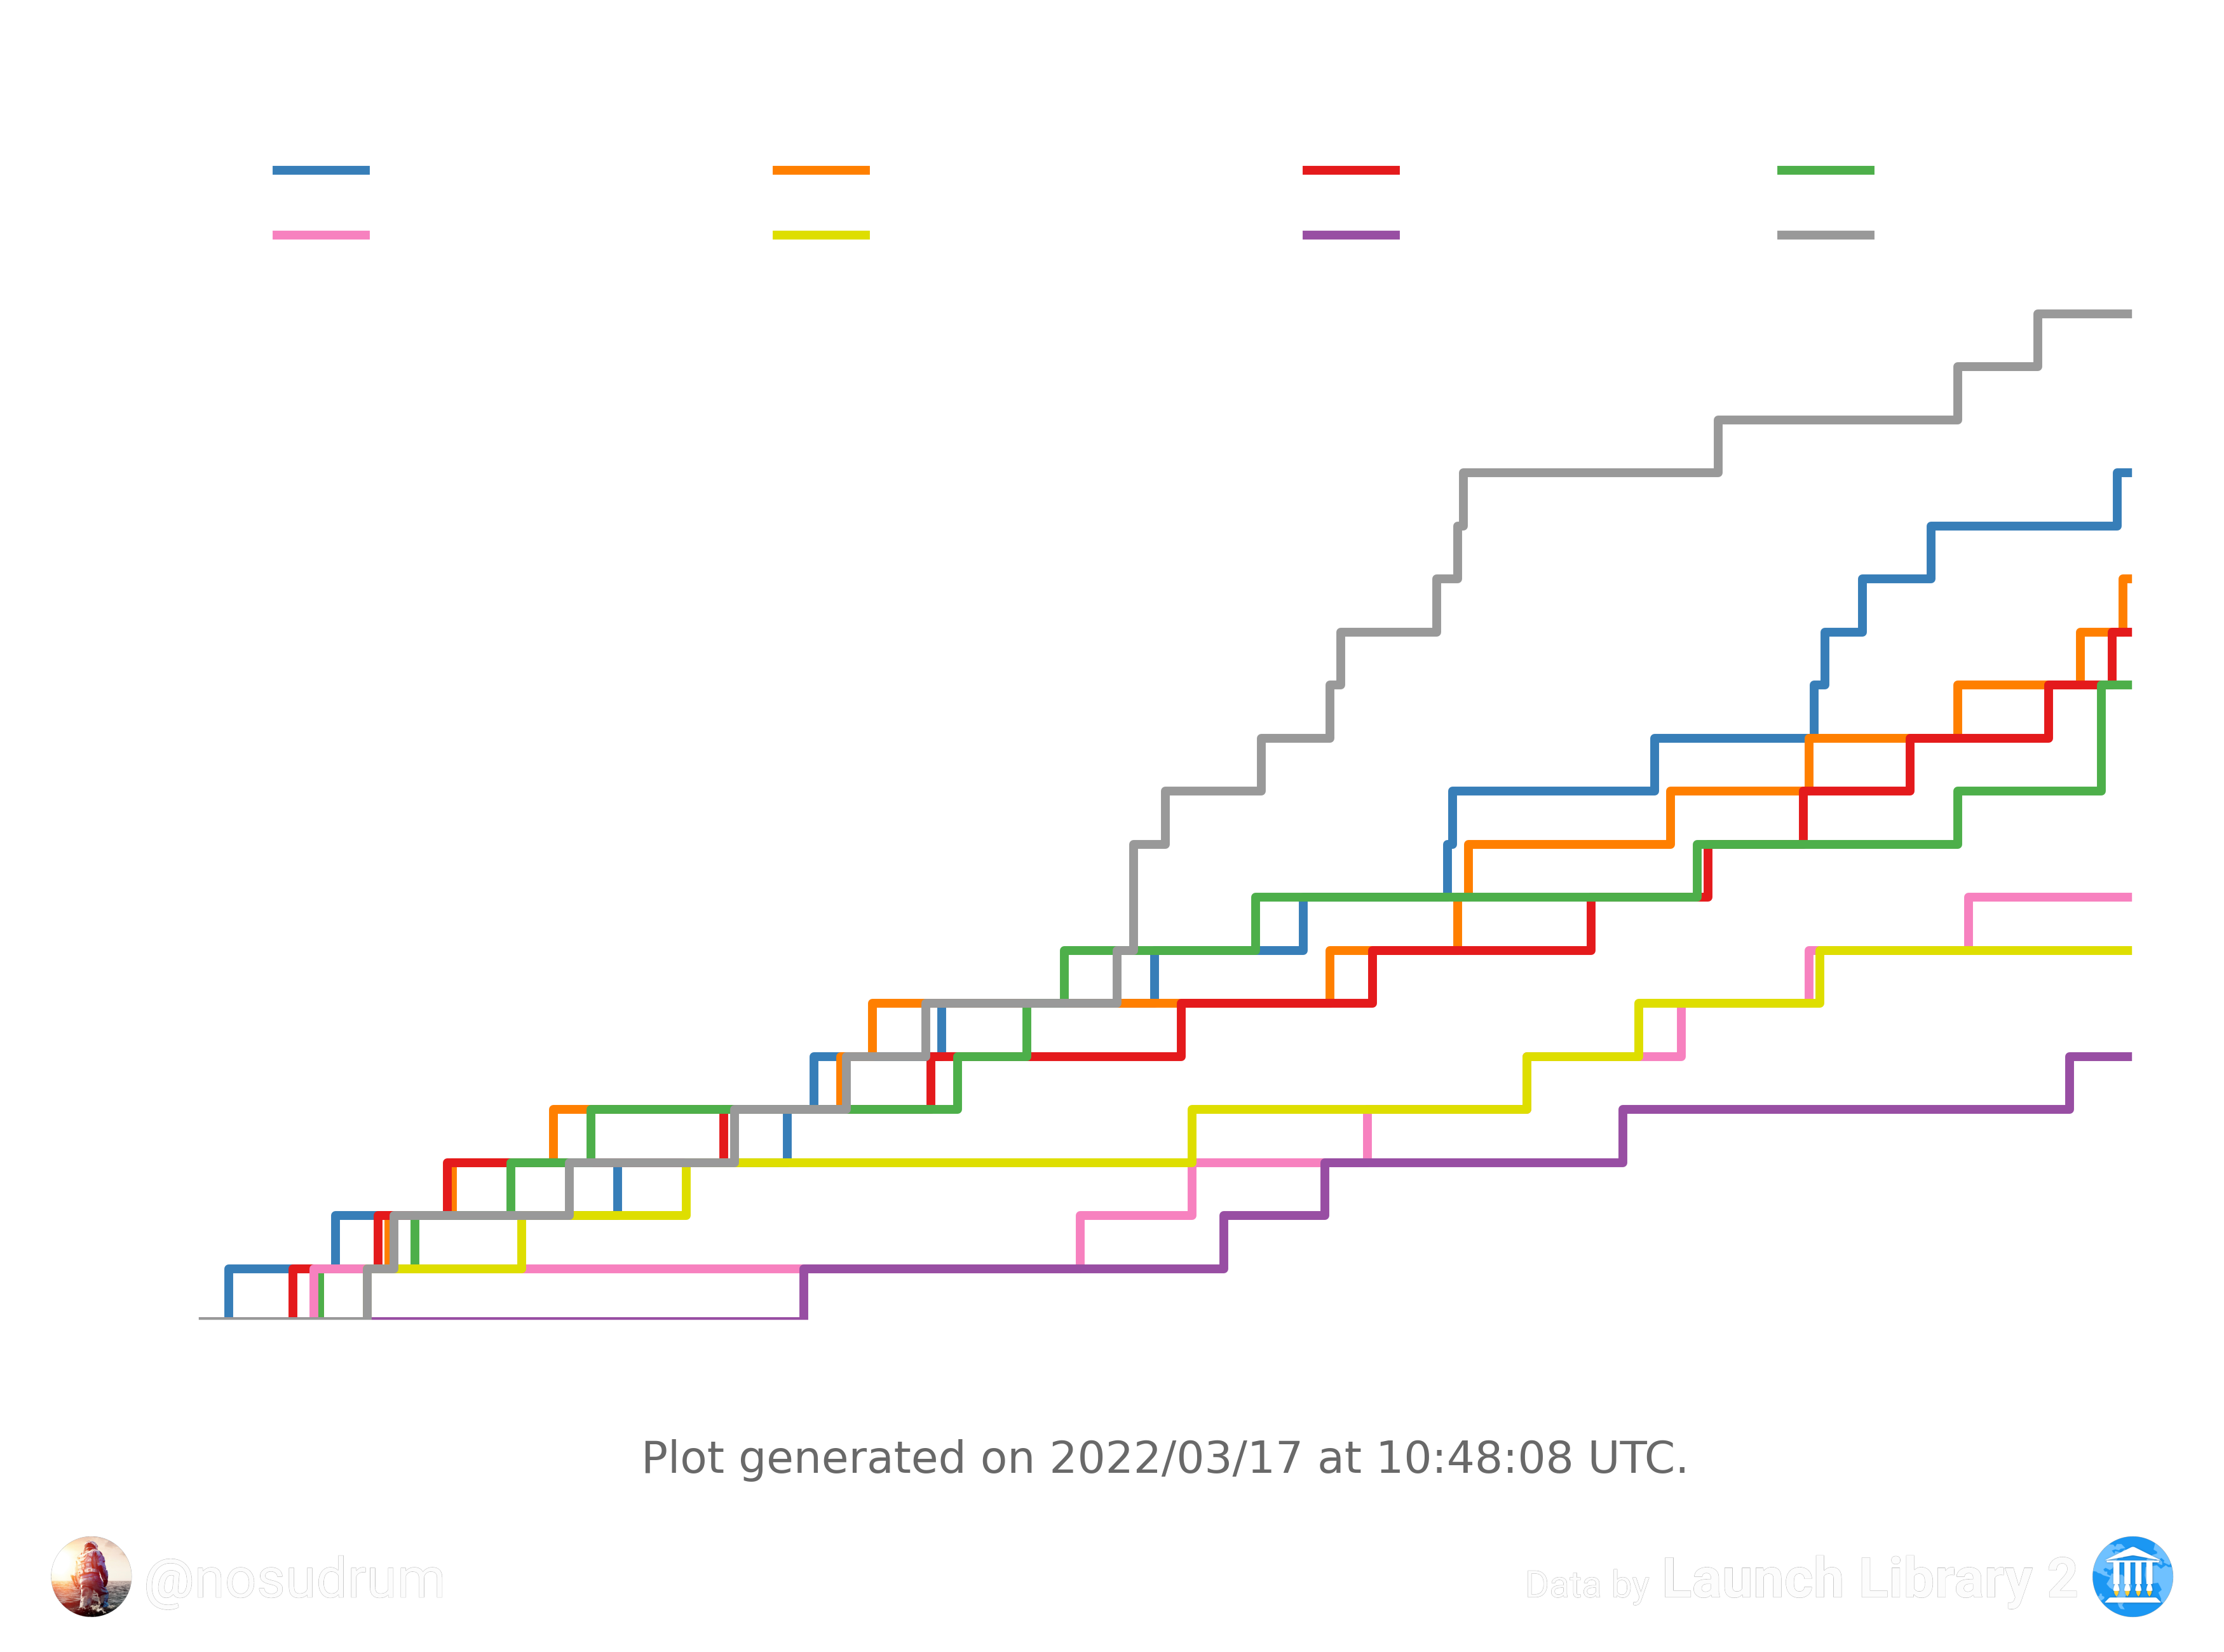 Plot generated on 2022/03/17 at 10:48:08 UTC.
@nosudrum
Data by Launch Library 2